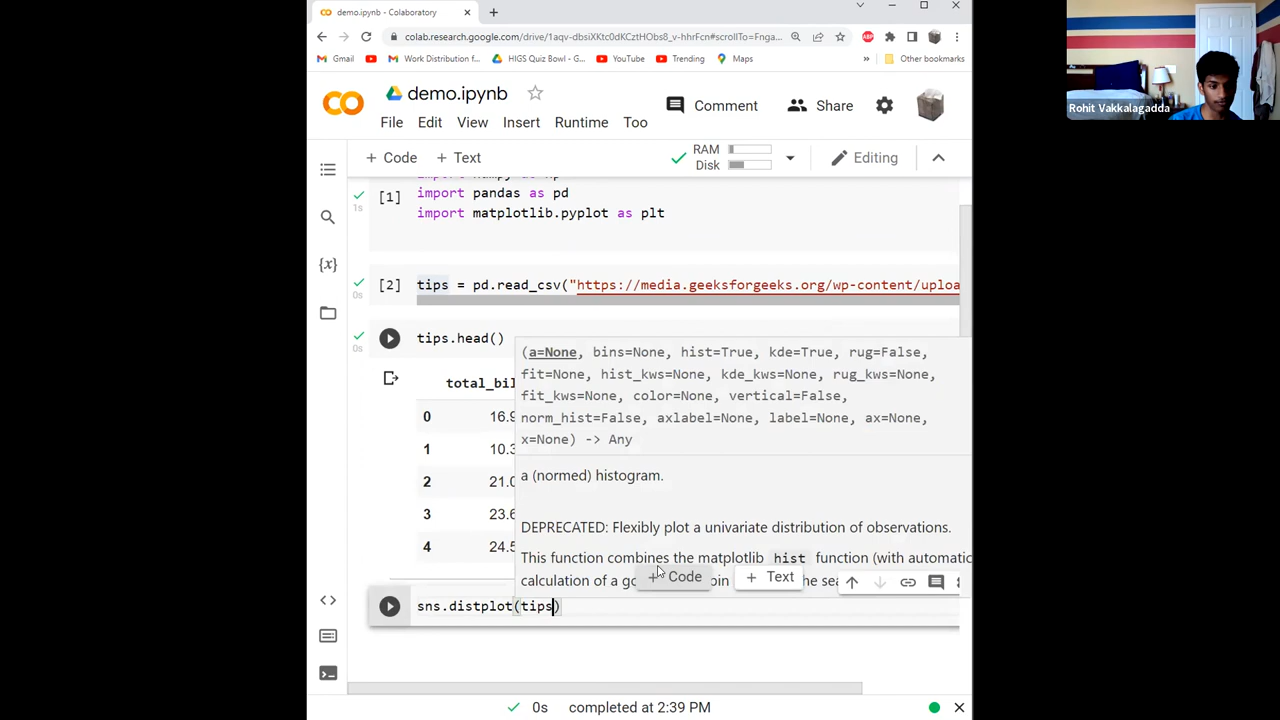 demo.ipynb - Colaboratory
colab.research.google.com/drive/1aqv-dbsiXKtc0dKCztHObs8_v-hhrFcn#scrollTo=Fnga...
ABP
Gmail
Work Distribution f...
HIGS Quiz Bowl - G...
YouTube
Trending
Maps
»
Other bookmarks
Rohit Vakkalagadda
CO
demo.ipynb
Comment
Share
File Edit View Insert Runtime Too
+ Code + Text
RAM
Disk
Editing
[1]
1s
import pandas as pd
import matplotlib.pyplot as plt
[2] tips = pd.read_csv("https://media.geeksforgeeks.org/wp-content/uploa
0s
tips.head()
0s
(a=None, bins=None, hist=True, kde=True, rug=False,
fit=None, hist_kws=None, kde_kws=None, rug_kws=None,
fit_kws=None, color=None, vertical=False,
norm_hist=False, axlabel=None, label=None, ax=None,
x=None) -> Any
a (normed) histogram.
DEPRECATED: Flexibly plot a univariate distribution of observations.
This function combines the matplotlib hist function (with automatic
calculation of a go
+ Code
bin
+ Text
the sea
total_bil
0 16.9
1 10.3
2 21.0
3 23.6
4 24.5
sns.distplot(tips)
{x}
0s completed at 2:39 PM